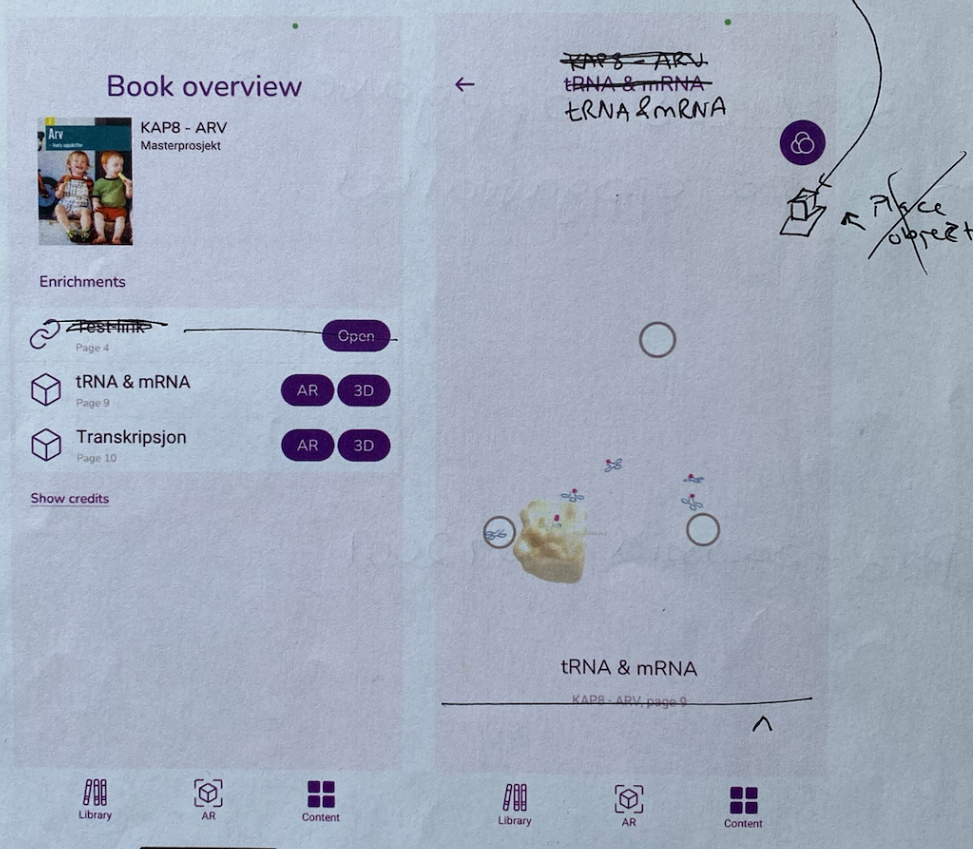 Book overview
Arv
KAP8 - ARV
Masterprosjekt
Enrichments
Test link
Page 4
Open
tRNA & mRNA
Page 9
AR
3D
Transkripsjon
Page 10
AR
3D
Show credits
Library
AR
Content
KAP8 - ARV
tRNA & mRNA
tRNA & mRNA
Place
object
tRNA & mRNA
KAP8 - ARV, page 9
Library
AR
Content